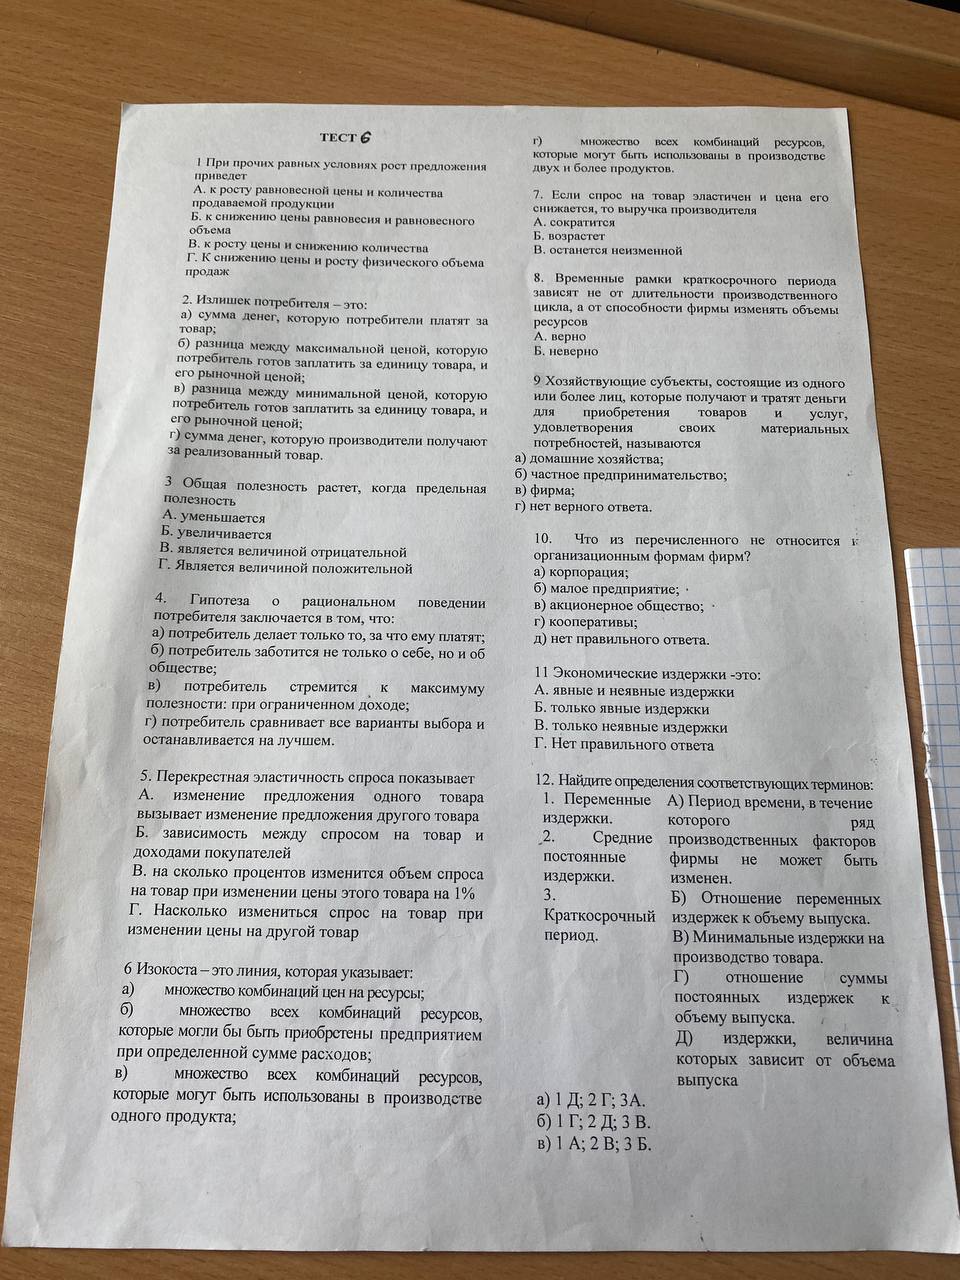 ТЕСТ 6
1 При прочих равных условиях рост предложения
приведет
А. к росту равновесной цены и количества
продаваемой продукции
Б. к снижению цены равновесия и равновесного
объема
В. к росту цены и снижению количества
Г. К снижению цены и росту физического объема
продаж
2. Излишек потребителя – это:
а) сумма денег, которую потребители платят за
товар;
б) разница между максимальной ценой, которую
потребитель готов заплатить за единицу товара, и
его рыночной ценой;
в) разница между минимальной ценой, которую
потребитель готов заплатить за единицу товара, и
его рыночной ценой;
г) сумма денег, которую производители получают
за реализованный товар.
3 Общая полезность растет, когда предельная
полезность
А. уменьшается
Б. увеличивается
В. является величиной отрицательной
Г. Является величиной положительной
4. Гипотеза о рациональном поведении
потребителя заключается в том, что:
а) потребитель делает только то, за что ему платят;
б) потребитель заботится не только о себе, но и об
обществе;
в) потребитель стремится к максимуму
полезности: при ограниченном доходе;
г) потребитель сравнивает все варианты выбора и
останавливается на лучшем.
5. Перекрестная эластичность спроса показывает
А. изменение предложения одного товара
вызывает изменение предложения другого товара
Б. зависимость между спросом на товар и
доходами покупателей
В. на сколько процентов изменится объем спроса
на товар при изменении цены этого товара на 1%
Г. Насколько измениться спрос на товар при
изменении цены на другой товар
6 Изокоста – это линия, которая указывает:
а) множество комбинаций цен на ресурсы;
б) множество всех комбинаций ресурсов,
которые могли бы быть приобретены предприятием
при определенной сумме расходов;
в) множество всех комбинаций ресурсов,
которые могут быть использованы в производстве
одного продукта;
г) множество всех комбинаций ресурсов,
которые могут быть использованы в производстве
двух и более продуктов.
7. Если спрос на товар эластичен и цена его
снижается, то выручка производителя
А. сократится
Б. возрастет
В. останется неизменной
8. Временные рамки краткосрочного периода
зависят не от длительности производственного
цикла, а от способности фирмы изменять объемы
ресурсов
А. верно
Б. неверно
9 Хозяйствующие субъекты, состоящие из одного
или более лиц, которые получают и тратят деньги
для приобретения товаров и услуг,
удовлетворения своих материальных
потребностей, называются
а) домашние хозяйства;
б) частное предпринимательство;
в) фирма;
г) нет верного ответа.
10. Что из перечисленного не относится к
организационным формам фирм?
а) корпорация;
б) малое предприятие;
в) акционерное общество;
г) кооперативы;
д) нет правильного ответа.
11 Экономические издержки -это:
А. явные и неявные издержки
Б. только явные издержки
В. только неявные издержки
Г. Нет правильного ответа
12. Найдите определения соответствующих терминов:
1. Переменные
издержки.
2. Средние
постоянные
издержки.
3.
Краткосрочный
период.
А) Период времени, в течение
которого ряд
производственных факторов
фирмы не может быть
изменен.
Б) Отношение переменных
издержек к объему выпуска.
В) Минимальные издержки на
производство товара.
Г) отношение суммы
постоянных издержек к
объему выпуска.
Д) издержки, величина
которых зависит от объема
выпуска
а) 1 Д; 2 Г; 3А.
б) 1 Г; 2 Д; 3 В.
в) 1 А; 2 В; 3 Б.